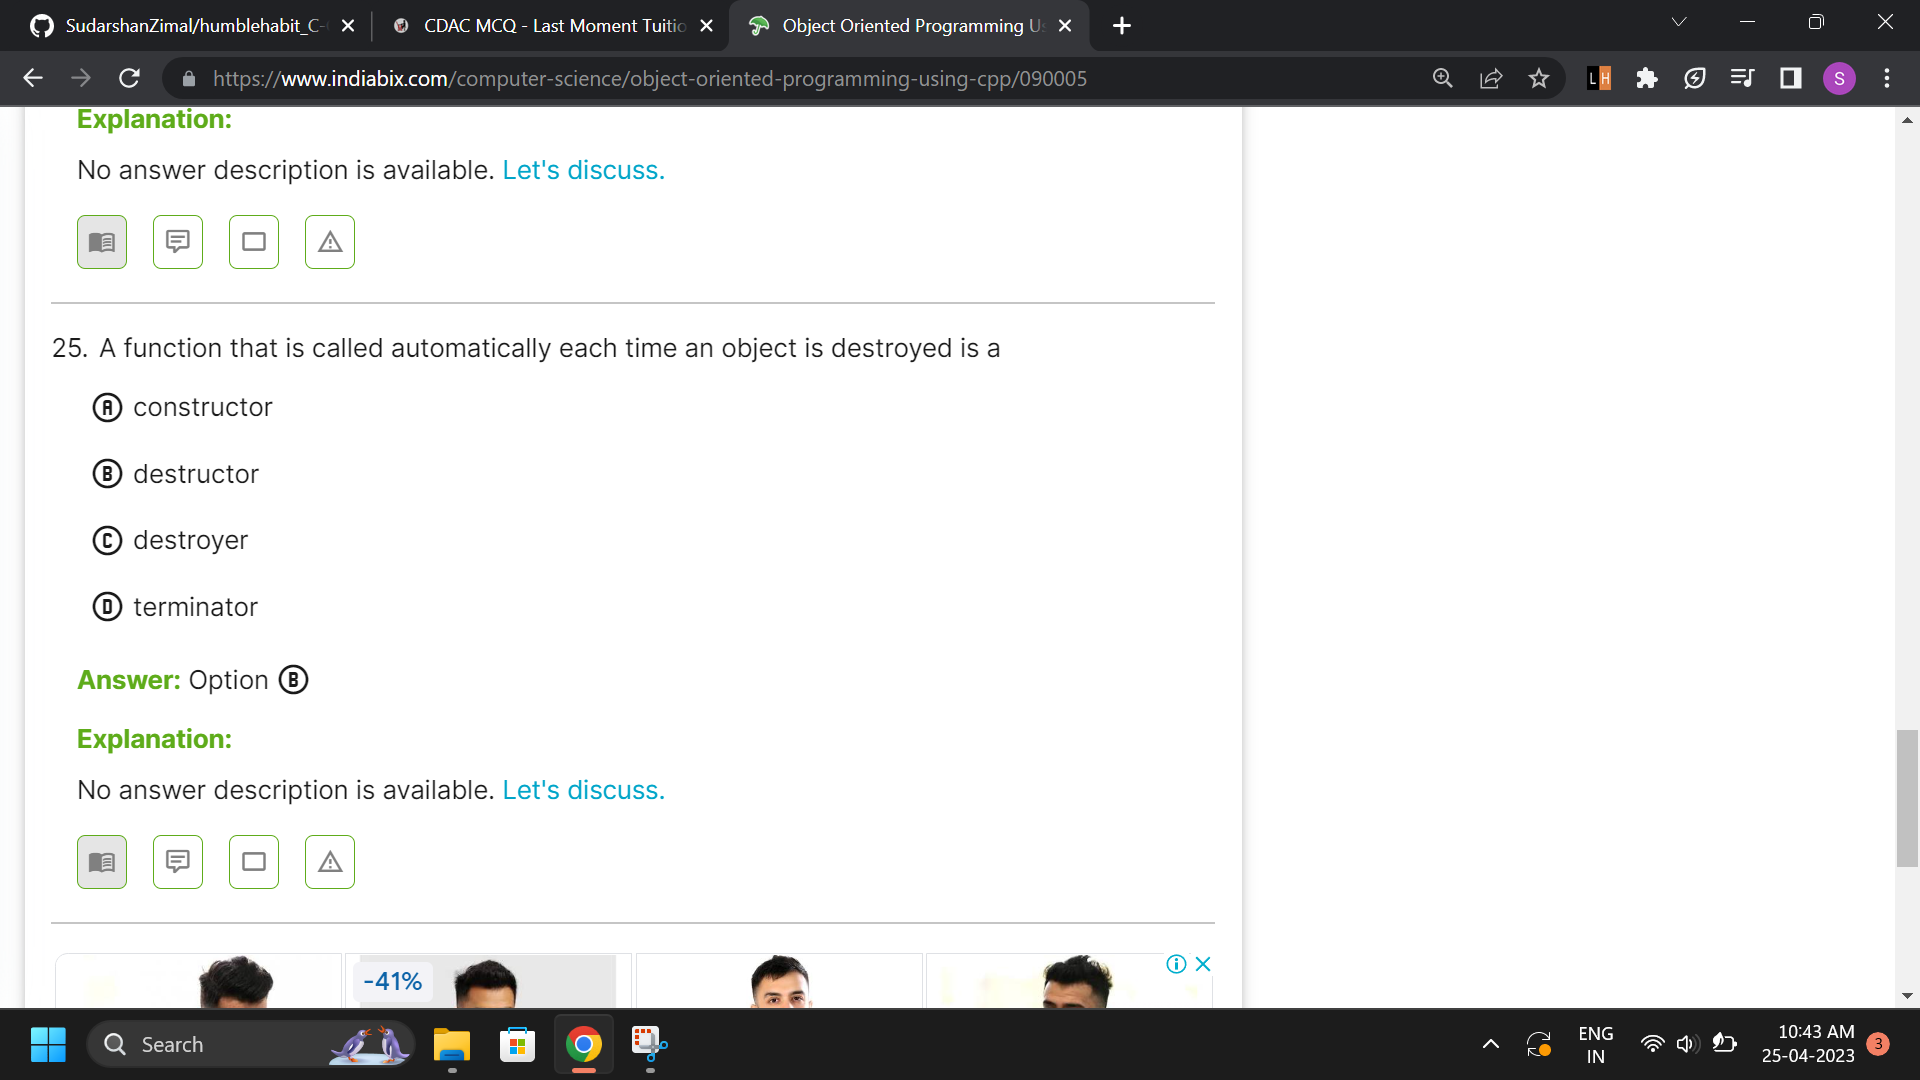 SudarshanZimal/humblehabit_C-
CDAC MCQ - Last Moment Tuitio
Object Oriented Programming Us
https://www.indiabix.com/computer-science/object-oriented-programming-using-cpp/090005
LH
S
Explanation:
No answer description is available. Let's discuss.
25. A function that is called automatically each time an object is destroyed is a
A constructor
B destructor
C destroyer
D terminator
Answer: Option B
Explanation:
No answer description is available. Let's discuss.
-41%
Search
ENG
IN
10:43 AM
25-04-2023
3